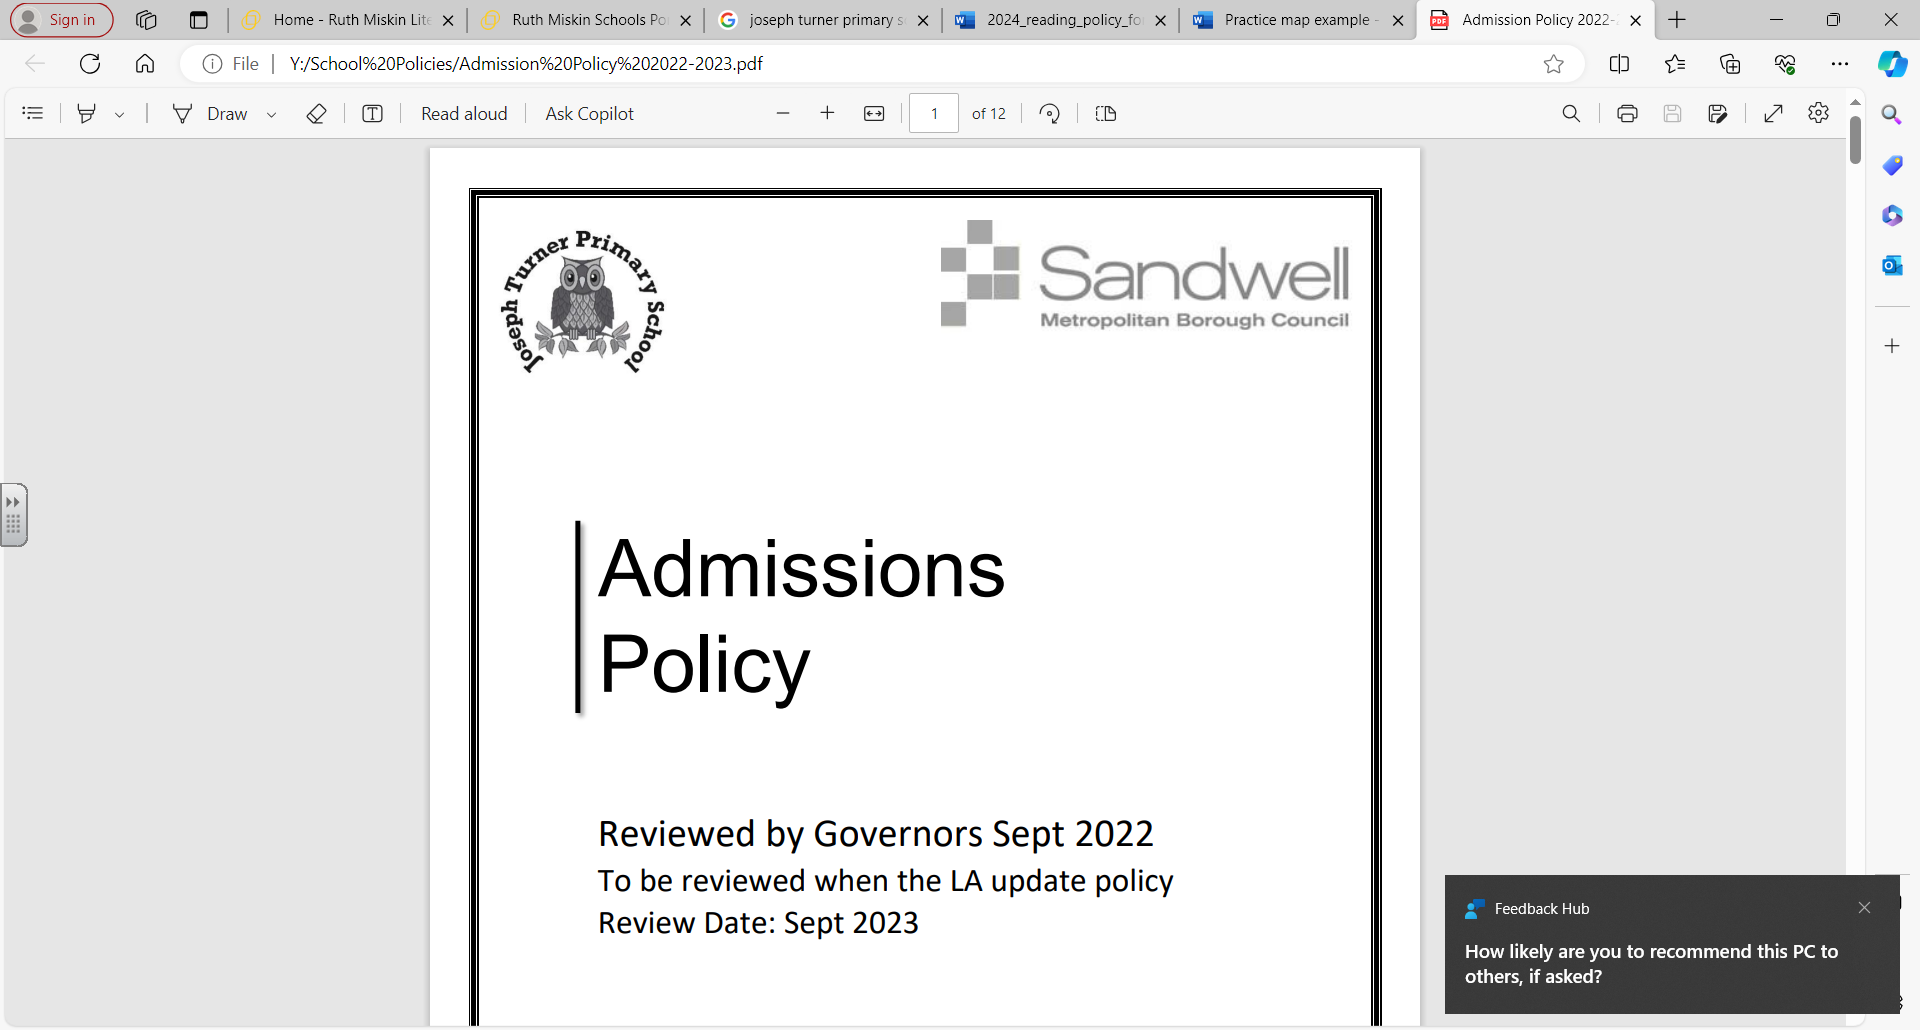 Sign in
Home - Ruth Miskin Lit
Ruth Miskin Schools Po
joseph turner primary s
2024_reading_policy_fo
Practice map example -
Admission Policy 2022-
File
Y:/School%20Policies/Admission%20Policy%202022-2023.pdf
Draw
Read aloud
Ask Copilot
1
of 12
Joseph Turner Primary School
Sandwell
Metropolitan Borough Council
Admissions
Policy
Reviewed by Governors Sept 2022
To be reviewed when the LA update policy
Review Date: Sept 2023
Feedback Hub
How likely are you to recommend this PC to
others, if asked?